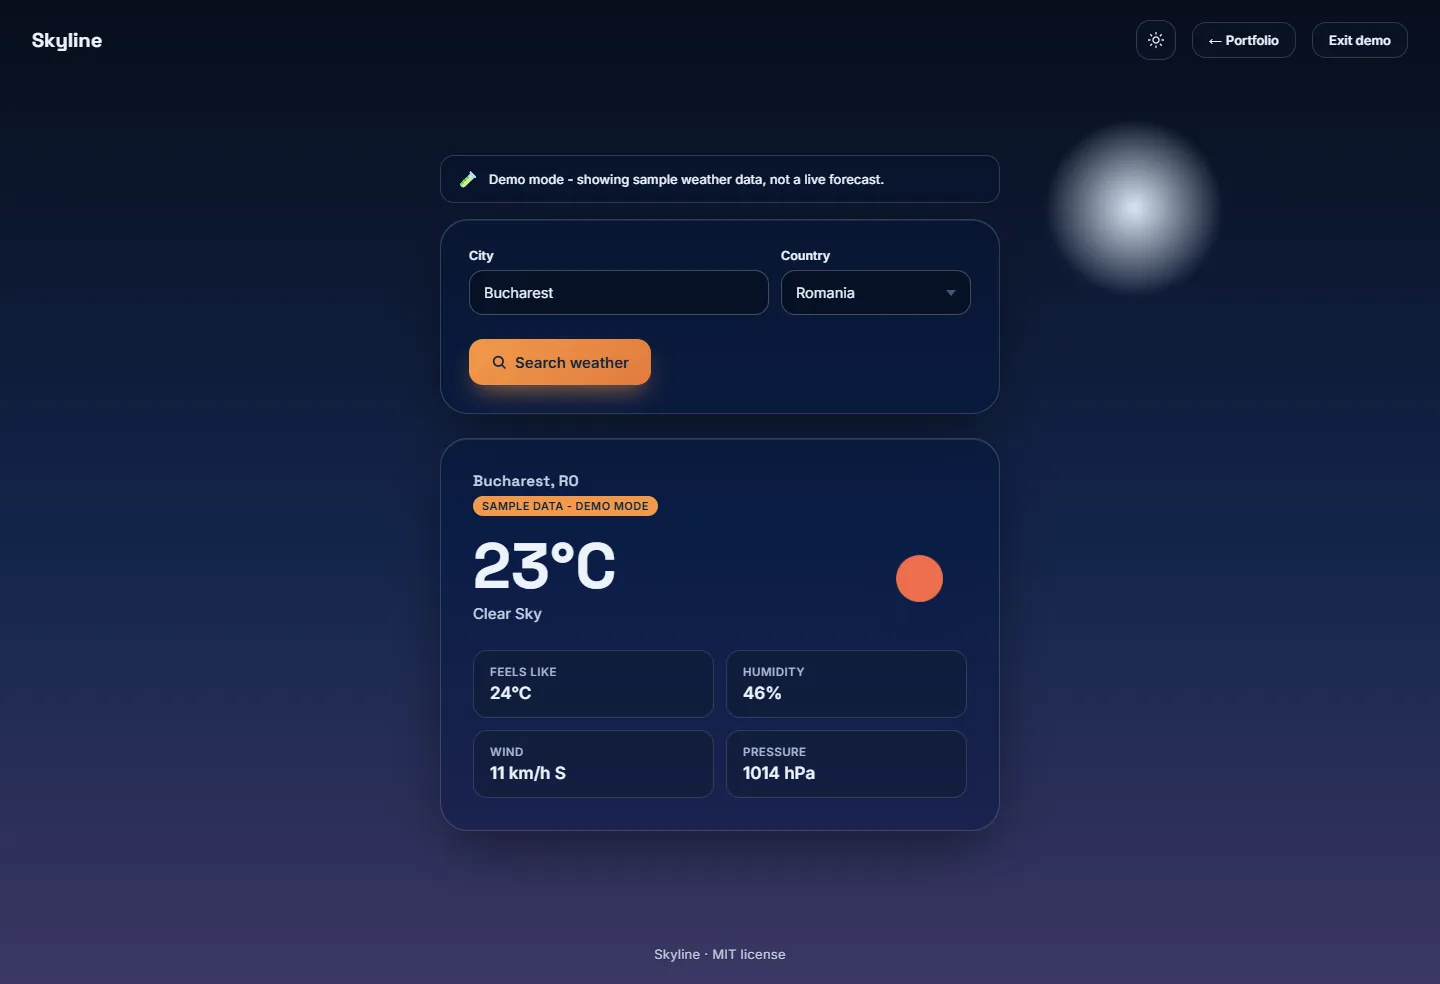 Skyline
← Portfolio
Exit demo
Demo mode - showing sample weather data, not a live forecast.
City
Country
Bucharest
Romania
Search weather
Bucharest, RO
SAMPLE DATA - DEMO MODE
23°C
Clear Sky
FEELS LIKE
24°C
HUMIDITY
46%
WIND
11 km/h S
PRESSURE
1014 hPa
Skyline · MIT license